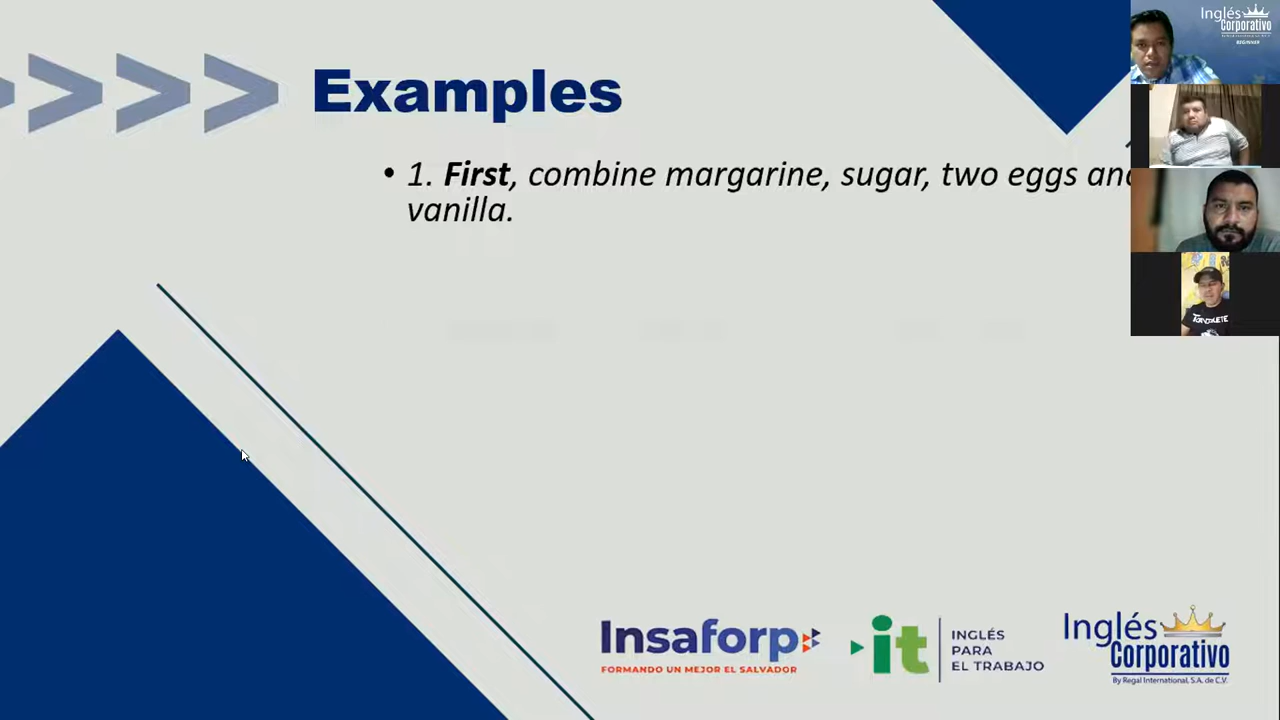 Examples
• 1. First, combine margarine, sugar, two eggs and
vanilla.
Inglés
Corporativo
BEGINNER
Insaforp
FORMANDO UN MEJOR EL SALVADOR
it
INGLÉS
PARA
EL TRABAJO
Inglés
Corporativo
By Regal International, S.A. de C.V.